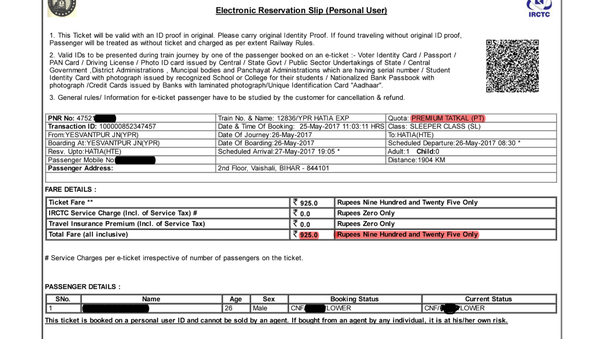 Electronic Reservation Slip (Personal User)
IRCTC
1. This Ticket will be valid with an ID proof in original. Please carry original Identity Proof. If found traveling without original ID proof,
Passenger will be treated as without ticket and charged as per extent Railway Rules.
2. Valid IDs to be presented during train journey by one of the passenger booked on an e-ticket :- Voter Identity Card / Passport /
PAN Card / Driving License / Photo ID card issued by Central / State Govt / Public Sector Undertakings of State / Central
Government ,District Administrations , Muncipal bodies and Panchayat Administrations which are having serial number / Student
Identity Card with photograph issued by recognized School or College for their students / Nationalized Bank Passbook with
photograph /Credit Cards issued by Banks with laminated photograph/Unique Identification Card "Aadhaar".
3. General rules/ Information for e-ticket passenger have to be studied by the customer for cancellation & refund.
PNR No: 47521 Train No. & Name: 12836/YPR HATIA EXP Quota: PREMIUM TATKAL (PT)
Transaction ID: 100000852347457 Date & Time Of Booking: 25-May-2017 11:03:11 HRS Class: SLEEPER CLASS (SL)
From:YESVANTPUR JN(YPR) Date Of Journey:26-May-2017 To:HATIA(HTE)
Boarding At:YESVANTPUR JN(YPR) Date Of Boarding:26-May-2017 Scheduled Departure:26-May-2017 08:30 *
Resv. Upto:HATIA(HTE) Scheduled Arrival:27-May-2017 19:05 * Adult:1 Child:0
Passenger Mobile No: Distance:1904 KM
Passenger Address: 2nd Floor, Vaishali, BIHAR - 844101
FARE DETAILS :
Ticket Fare ** ₹ 925.0 Rupees Nine Hundred and Twenty Five Only
IRCTC Service Charge (Incl. of Service Tax) # ₹ 0.0 Rupees Zero Only
Travel Insurance Premium (Incl. of Service Tax) ₹ 0.0 Rupees Zero Only
Total Fare (all inclusive) ₹ 925.0 Rupees Nine Hundred and Twenty Five Only
# Service Charges per e-ticket irrespective of number of passengers on the ticket.
PASSENGER DETAILS :
SNo. Name Age Sex Booking Status Current Status
1 26 Male CNF/ /LOWER CNF/ /LOWER
This ticket is booked on a personal user ID and cannot be sold by an agent. If bought from an agent by any individual, it is at his/her own risk.